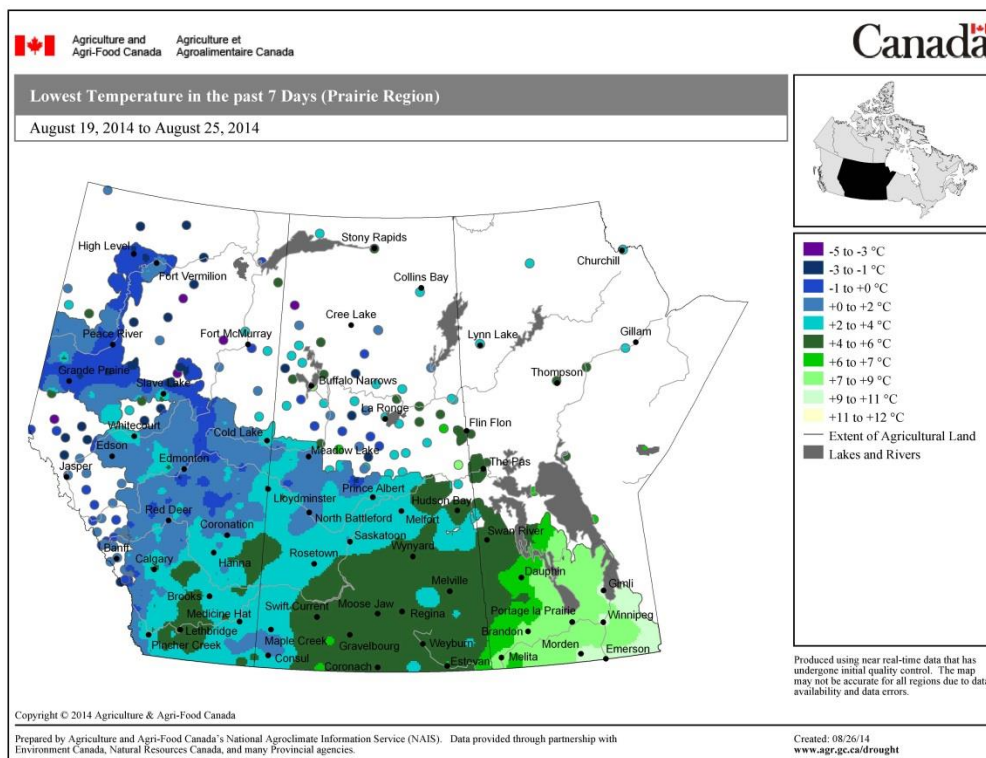 Agriculture and
Agri-Food Canada
Agriculture et
Agroalimentaire Canada
Canada
Lowest Temperature in the past 7 Days (Prairie Region)
August 19, 2014 to August 25, 2014
High Level
Fort Vermilion
Stony Rapids
Churchill
Collins Bay
Peace River
Fort McMurray
Cree Lake
Lynn Lake
Gillam
Grande Prairie
Slave Lake
Buffalo Narrows
Thompson
La Ronge
Flin Flon
Whitecourt
Cold Lake
Edson
Meadow Lake
The Pas
Jasper
Edmonton
Lloydminster
Prince Albert
Hudson Bay
Red Deer
North Battleford
Melfort
Coronation
Saskatoon
Swan River
Banff
Calgary
Hanna
Rosetown
Wynyard
Dauphin
Brooks
Melville
Gimli
Medicine Hat
Swift Current
Moose Jaw
Regina
Portage la Prairie
Winnipeg
Lethbridge
Brandon
Pincher Creek
Maple Creek
Gravelbourg
Weyburn
Morden
Emerson
Consul
Coronach
Estevan
Melita
-5 to -3 °C
-3 to -1 °C
-1 to +0 °C
+0 to +2 °C
+2 to +4 °C
+4 to +6 °C
+6 to +7 °C
+7 to +9 °C
+9 to +11 °C
+11 to +12 °C
Extent of Agricultural Land
Lakes and Rivers
Produced using near real-time data that has
undergone initial quality control. The map
may not be accurate for all regions due to data
availability and data errors.
Copyright © 2014 Agriculture & Agri-Food Canada
Prepared by Agriculture and Agri-Food Canada's National Agroclimate Information Service (NAIS). Data provided through partnership with
Environment Canada, Natural Resources Canada, and many Provincial agencies.
Created: 08/26/14
www.agr.gc.ca/drought